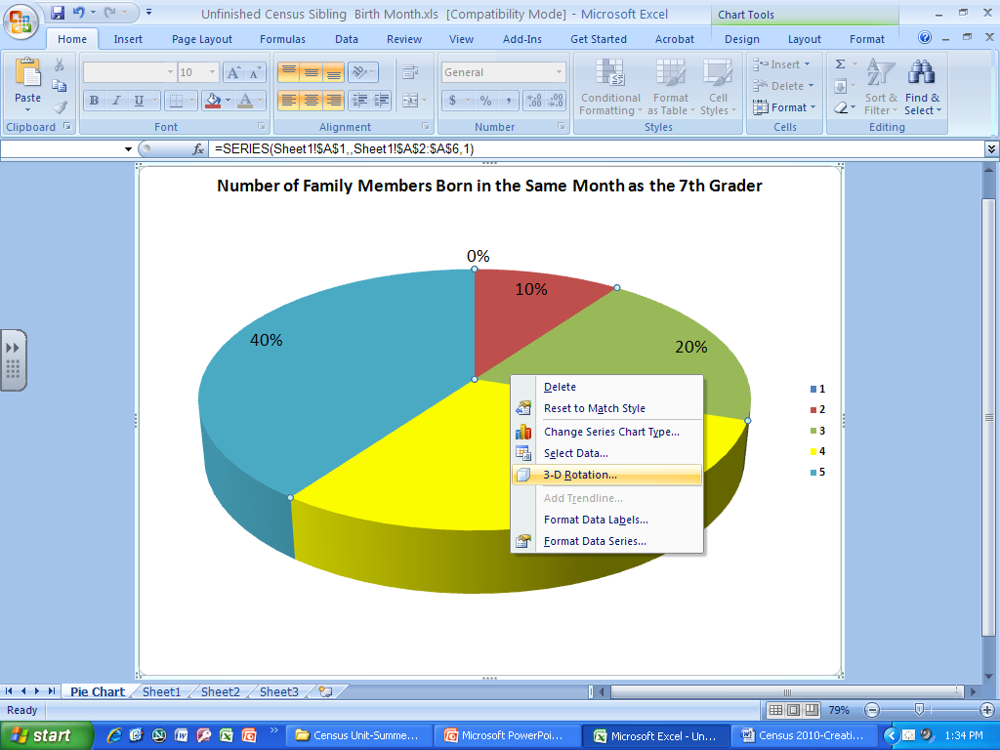 Unfinished Census Sibling Birth Month.xls [Compatibility Mode] - Microsoft Excel
Chart Tools
Home Insert Page Layout Formulas Data Review View Add-Ins Get Started Acrobat Design Layout Format
Paste
Clipboard
10
A A
B I U
A
Font
Alignment
General
$ % ,
Number
Conditional Formatting
Format as Table
Cell Styles
Styles
Insert
Delete
Format
Cells
Σ
Sort & Filter
Find & Select
Editing
fx =SERIES(Sheet1!$A$1,,Sheet1!$A$2:$A$6,1)
Number of Family Members Born in the Same Month as the 7th Grader
0%
10%
40%
20%
Delete
Reset to Match Style
Change Series Chart Type...
Select Data...
3-D Rotation...
Add Trendline...
Format Data Labels...
Format Data Series...
1
2
3
4
5
Pie Chart Sheet1 Sheet2 Sheet3
Ready
79%
start
Census Unit-Summe...
Microsoft PowerPoi...
Microsoft Excel - Un...
Census 2010-Creati...
1:34 PM